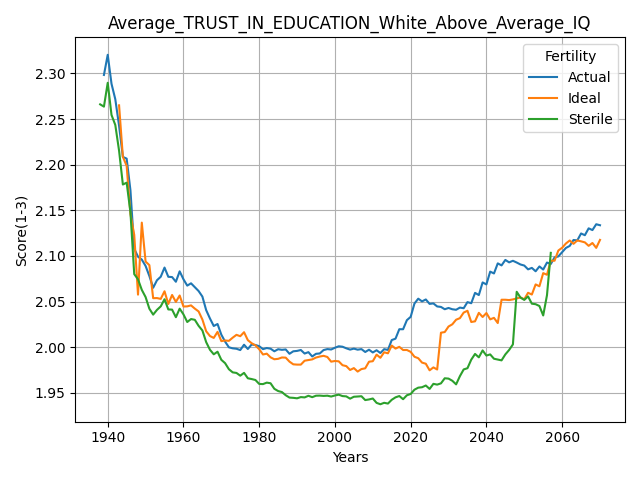 Average_TRUST_IN_EDUCATION_White_Above_Average_IQ
Fertility
Actual
Ideal
Sterile
Score(1-3)
2.30
2.25
2.20
2.15
2.10
2.05
2.00
1.95
1940 1960 1980 2000 2020 2040 2060
Years